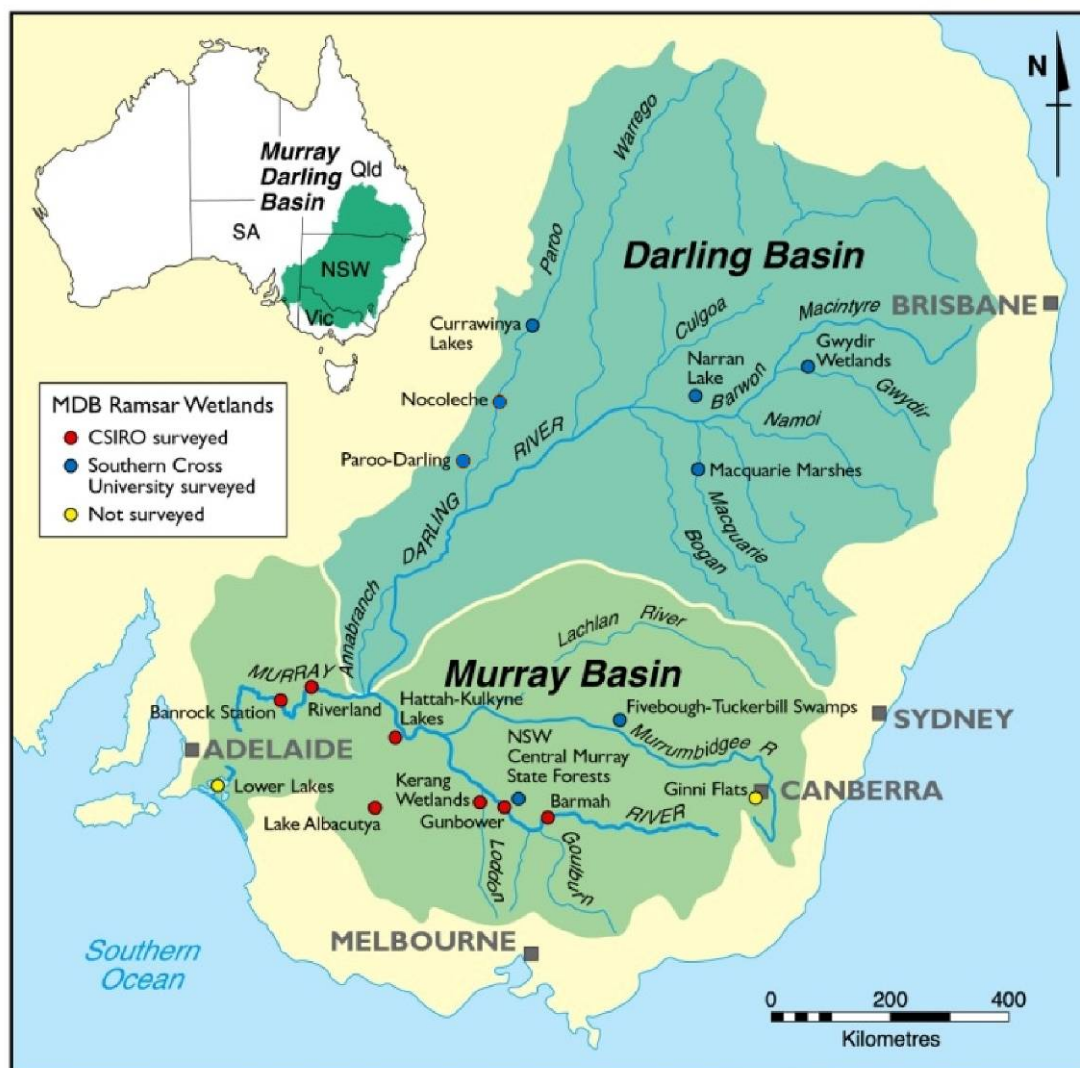 N
Murray
Darling
Basin
Qld
SA
NSW
Vic
MDB Ramsar Wetlands
CSIRO surveyed
Southern Cross
University surveyed
Not surveyed
Warrego
Paroo
Darling Basin
Culgoa
Macintyre
BRISBANE
Currawinya
Lakes
Narran
Lake
Barwon
Gwydir
Wetlands
Gwydir
Nocoleche
Namoi
RIVER
Paroo-Darling
Macquarie Marshes
DARLING
Macquarie
Bogan
Annabranch
Lachlan River
Murray Basin
MURRAY
Hattah-Kulkyne
Lakes
Banrock Station
Riverland
Fivebough-Tuckerbill Swamps
SYDNEY
Murrumbidgee R
ADELAIDE
NSW
Central Murray
State Forests
Lower Lakes
Kerang
Wetlands
Ginni Flats
CANBERRA
Lake Albacutya
Gunbower
Barmah
RIVER
Loddon
Goulburn
MELBOURNE
Southern
Ocean
0 200 400
Kilometres